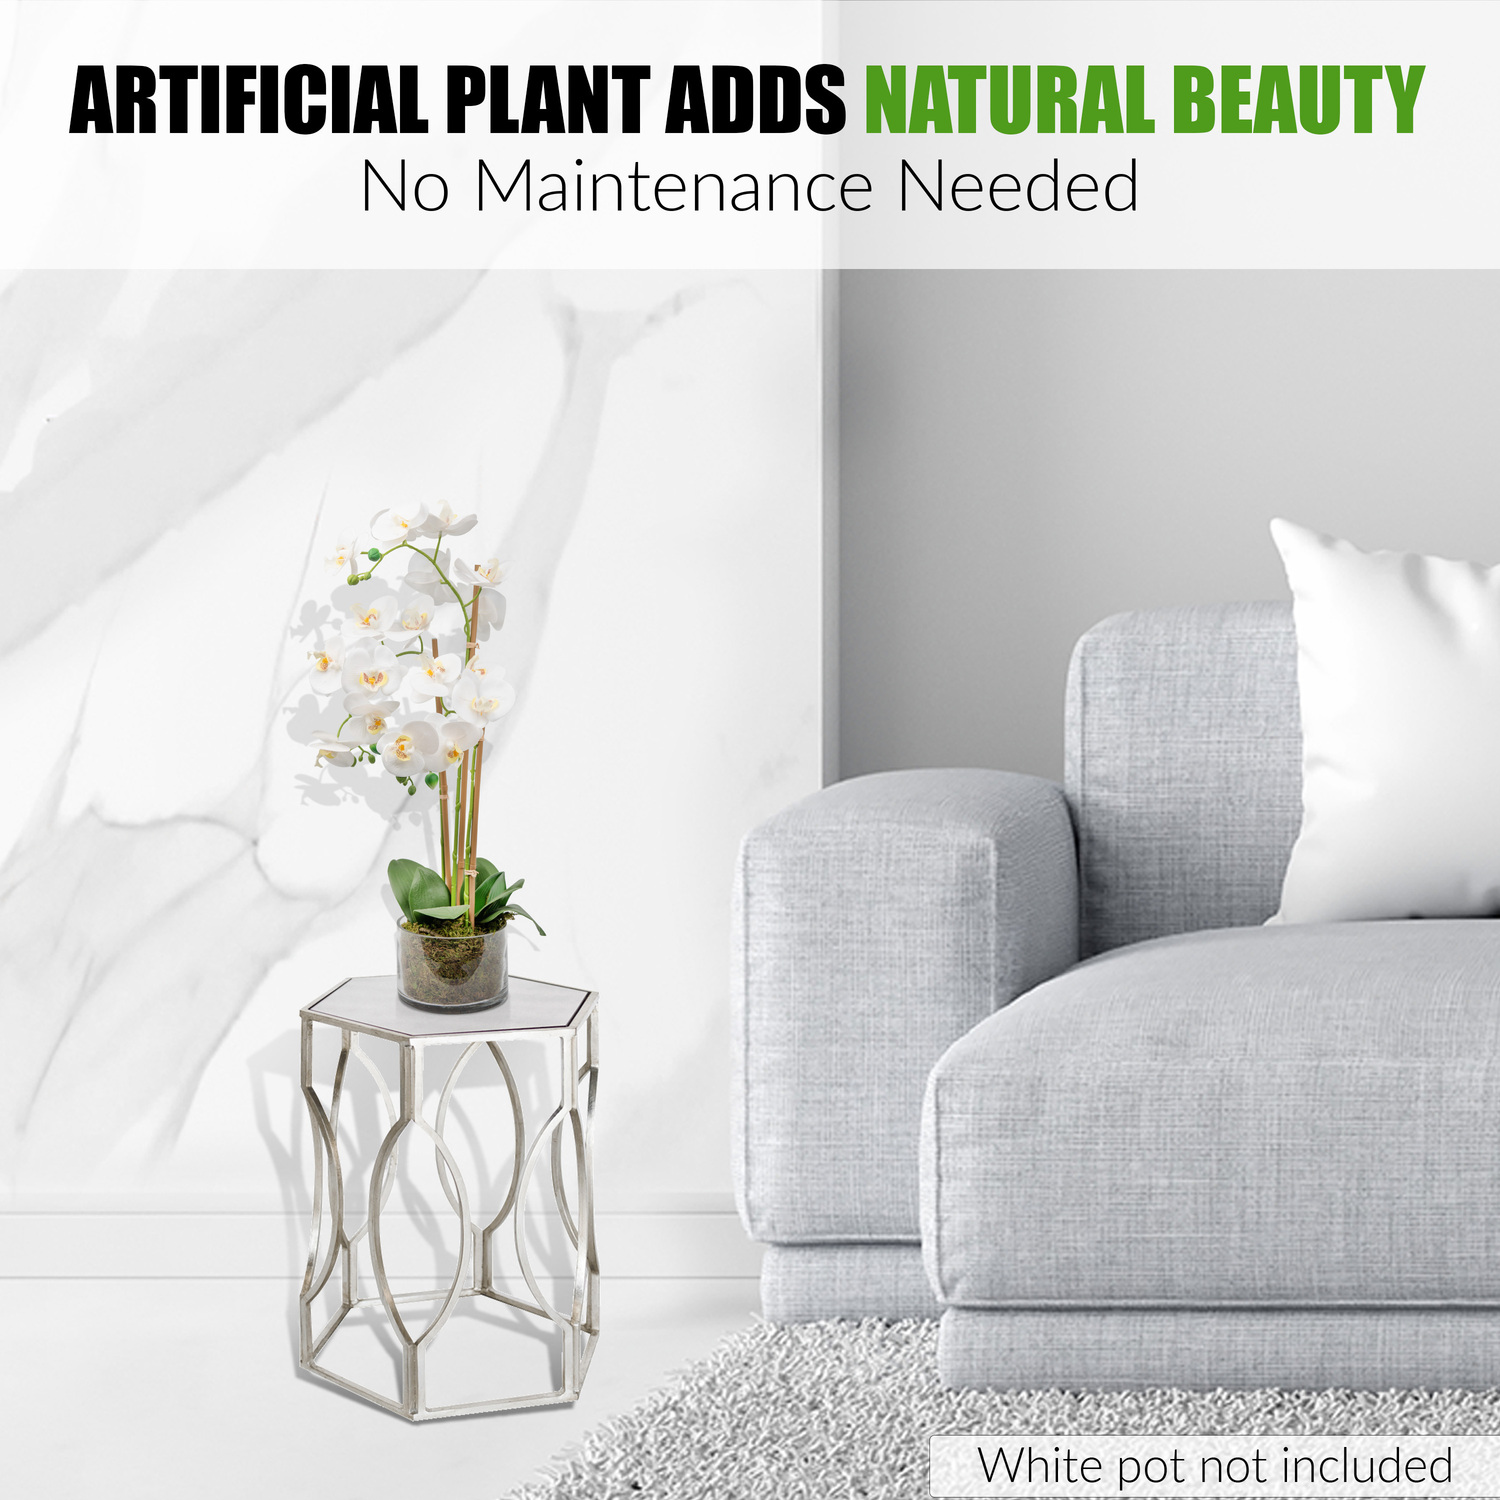 ARTIFICIAL PLANT ADDS NATURAL BEAUTY
No Maintenance Needed
White pot not included